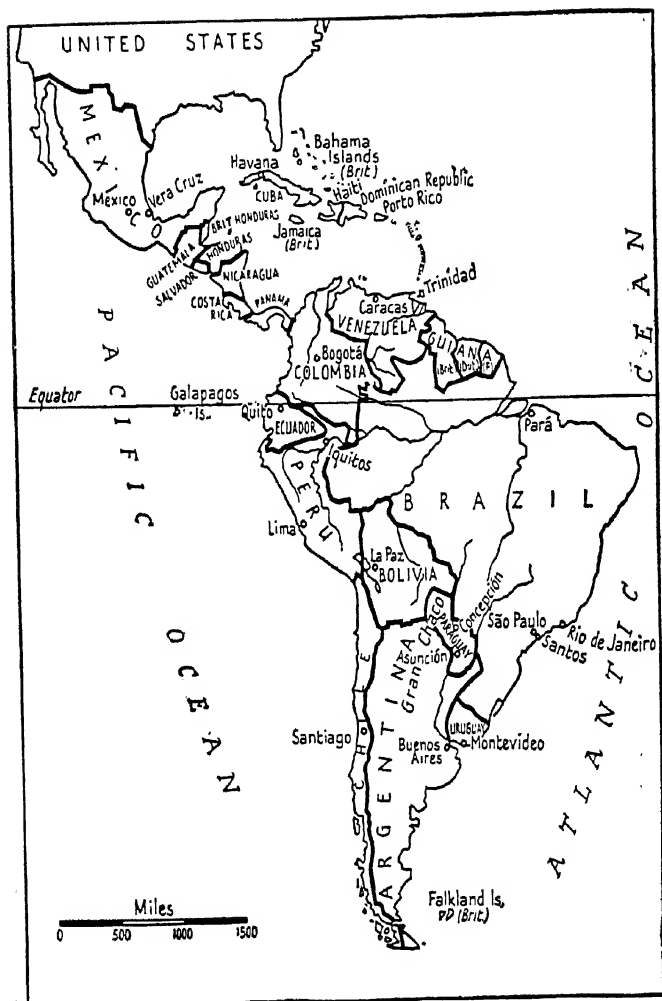 UNITED STATES
MEXICO
Bahama
Islands
(Brit)
Havana
CUBA
Haiti
Dominican Republic
Porto Rico
México
Vera Cruz
Jamaica
(Brit)
BRIT HONDURAS
HONDURAS
GUATEMALA
SALVADOR
NICARAGUA
COSTA
RICA
PANAMA
Trinidad
Caracas
VENEZUELA
GUIANA
(Brit)
(Dut)
(F)
Bogotá
COLOMBIA
Equator
Galapagos
Is.
Quito
ECUADOR
Pará
Iquitos
PERU
BRAZIL
Lima
La Paz
BOLIVIA
Gran Chaco
PARAGUAY
Concepción
Asunción
São Paulo
Rio de Janeiro
Santos
CHILE
ARGENTINA
Santiago
URUGUAY
Buenos
Aires
Montevideo
PACIFIC
OCEAN
ATLANTIC
OCEAN
Falkland Is.
(Brit.)
Miles
0 500 1000 1500